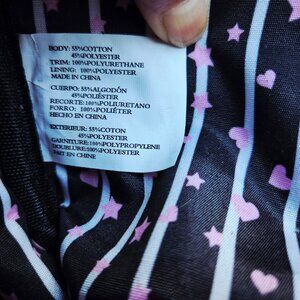 BODY: 55%COTTON
45%POLYESTER
TRIM: 100%POLYURETHANE
LINING: 100%POLYESTER
MADE IN CHINA
CUERPO: 55%ALGODÓN
45%POLIÉSTER
RECORTE: 100%POLIURETANO
FORRO: 100%POLIÉSTER
HECHO EN CHINA
EXTERIEUR: 55%COTON
45%POLYESTER
GARNITURE: 100%POLYPROPYLENE
DOUBLURE: 100%POLYESTER
FAIT EN CHINE